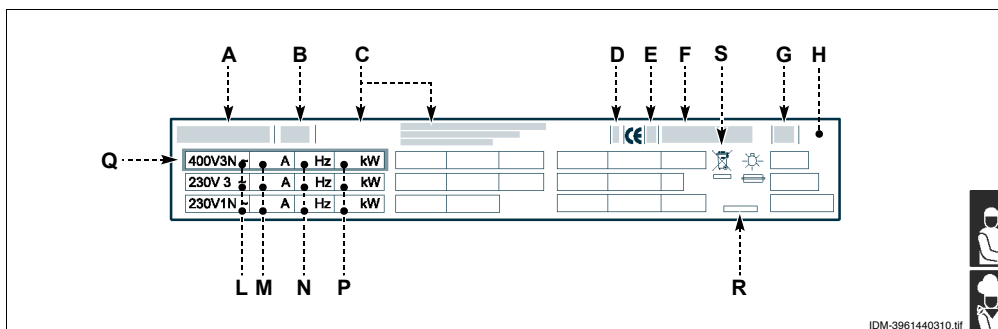 A B C D E F S G H
CE
Q
400V3N ~ A Hz kW
230V 3 ~ A Hz kW
230V1N ~ A Hz kW
L M N P R
IDM-3961440310.tif